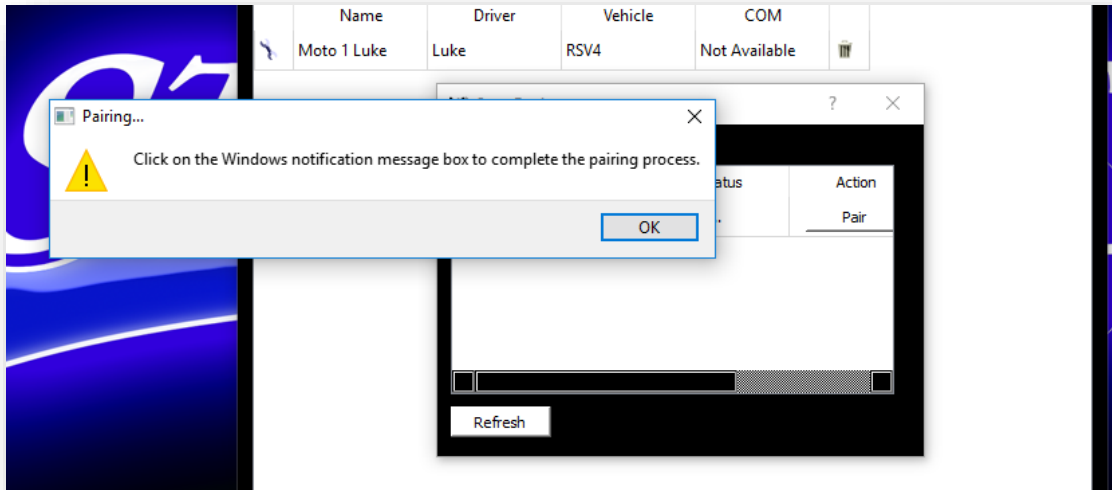 Name Driver Vehicle COM
Moto 1 Luke Luke RSV4 Not Available
? 
Pairing...
Click on the Windows notification message box to complete the pairing process.
OK
Action
Pair
Refresh